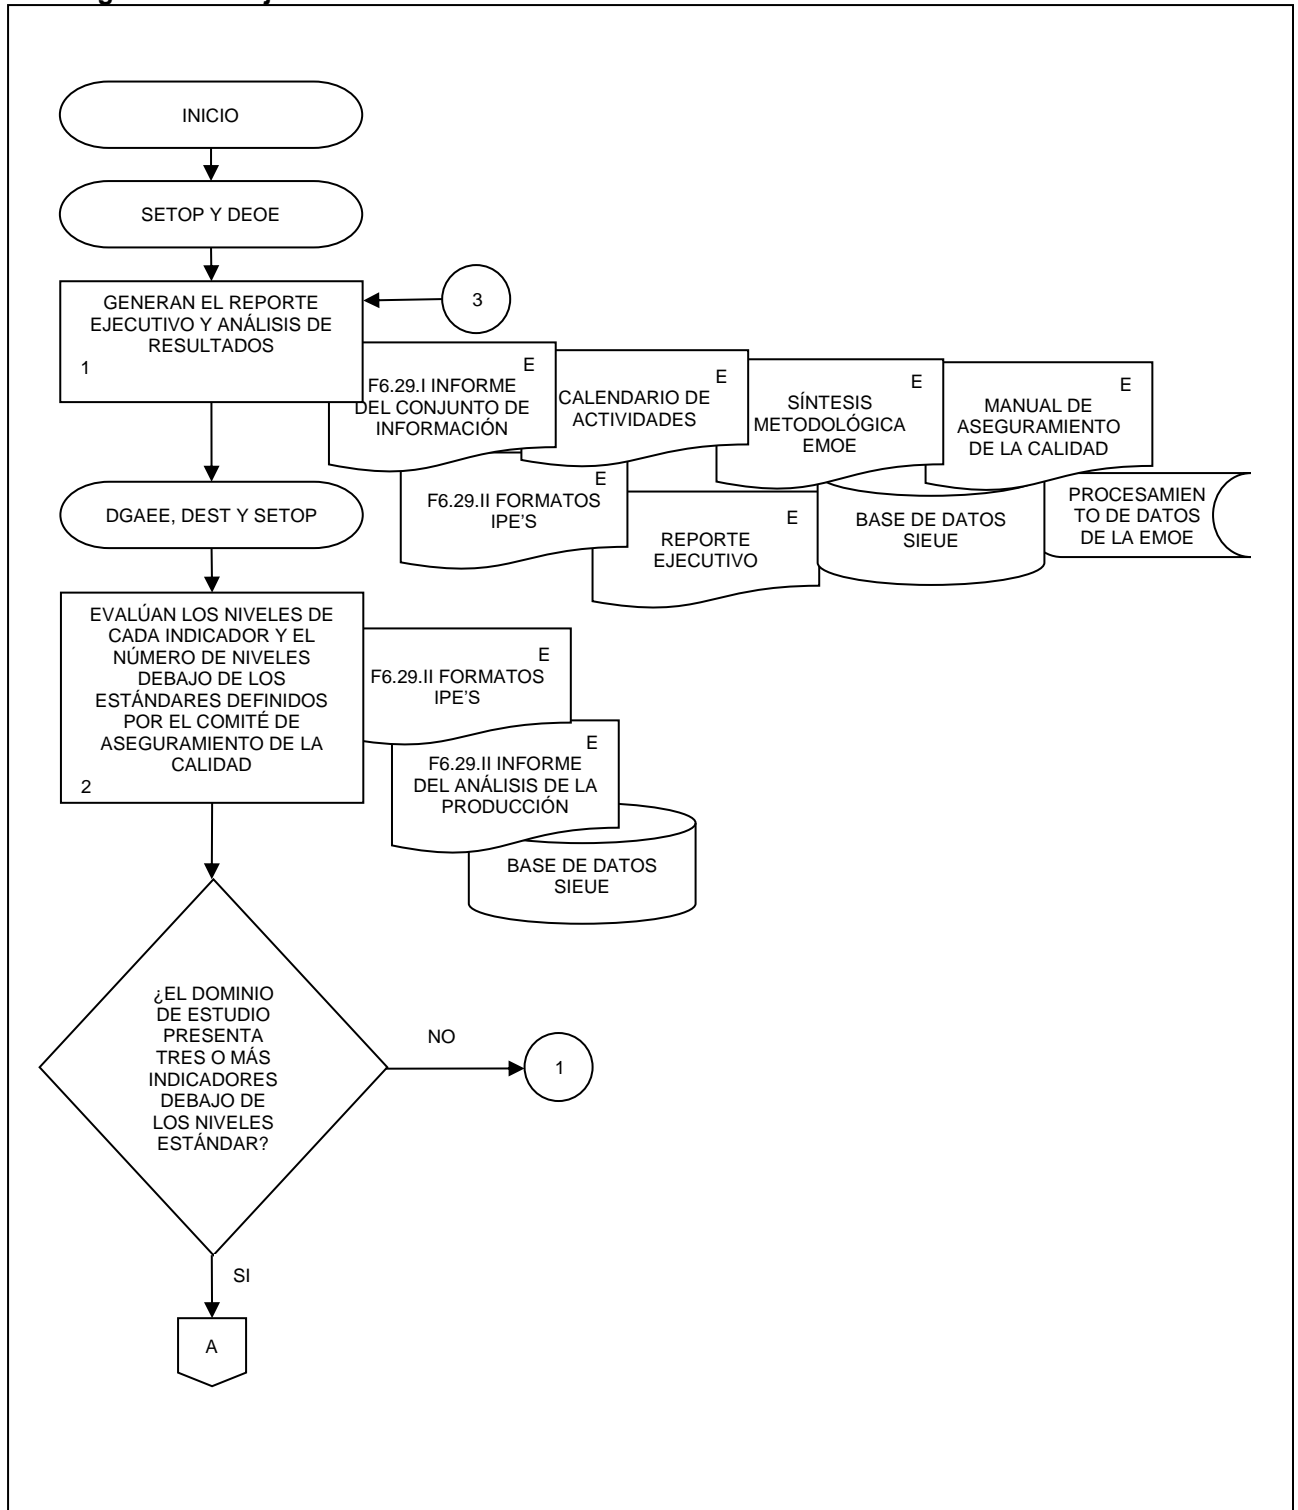 INICIO
SETOP Y DEOE
GENERAN EL REPORTE
EJECUTIVO Y ANÁLISIS DE
RESULTADOS
1
3
E
F6.29.I INFORME
DEL CONJUNTO DE
INFORMACIÓN
E
CALENDARIO DE
ACTIVIDADES
E
SÍNTESIS
METODOLÓGICA
EMOE
E
MANUAL DE
ASEGURAMIENTO
DE LA CALIDAD
E
F6.29.II FORMATOS
IPE'S
E
REPORTE
EJECUTIVO
BASE DE DATOS
SIEUE
PROCESAMIEN
TO DE DATOS
DE LA EMOE
DGAEE, DEST Y SETOP
EVALÚAN LOS NIVELES DE
CADA INDICADOR Y EL
NÚMERO DE NIVELES
DEBAJO DE LOS
ESTÁNDARES DEFINIDOS
POR EL COMITÉ DE
ASEGURAMIENTO DE LA
CALIDAD
2
E
F6.29.II FORMATOS
IPE'S
E
F6.29.II INFORME
DEL ANÁLISIS DE LA
PRODUCCIÓN
BASE DE DATOS
SIEUE
¿EL DOMINIO
DE ESTUDIO
PRESENTA
TRES O MÁS
INDICADORES
DEBAJO DE
LOS NIVELES
ESTÁNDAR?
NO
1
SI
A